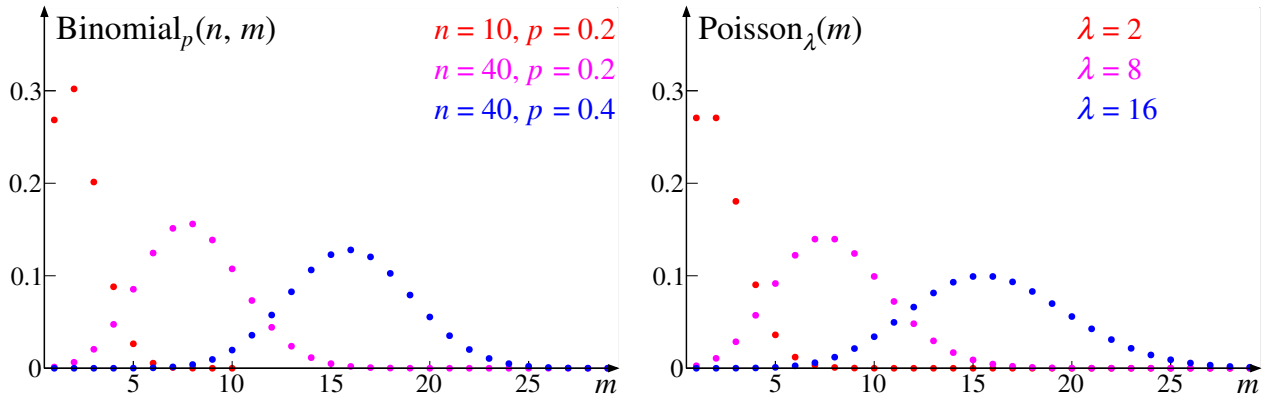 Binomialₚ(n, m)
n = 10, p = 0.2
n = 40, p = 0.2
n = 40, p = 0.4
0.3
0.2
0.1
0
5 10 15 20 25 m
Poisson_λ(m)
λ = 2
λ = 8
λ = 16
0.3
0.2
0.1
0
5 10 15 20 25 m